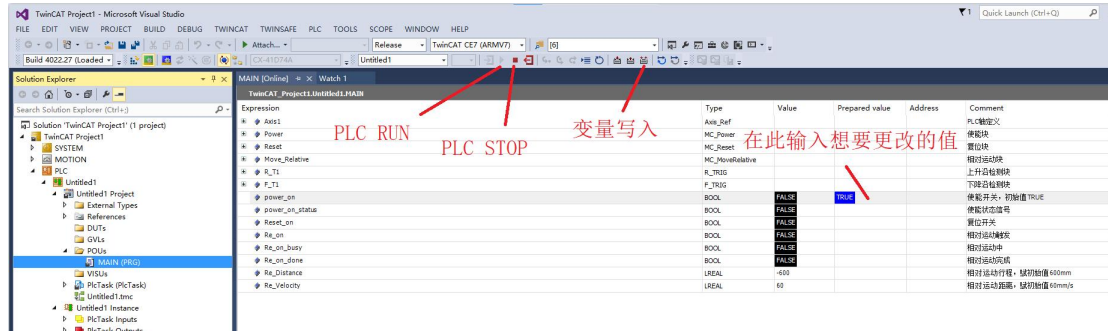 TwinCAT Project1 - Microsoft Visual Studio
1 Quick Launch (Ctrl+Q)
FILE EDIT VIEW PROJECT BUILD DEBUG TWINCAT TWINSAFE PLC TOOLS SCOPE WINDOW HELP
Attach... Release TwinCAT CE7 (ARMV7) [6]
Build 4022.27 (Loaded CX-41D74A Untitled1
Solution Explorer MAIN [Online] Watch 1
TwinCAT_Project1.Untitled1.MAIN
Search Solution Explorer (Ctrl+;)
Solution 'TwinCAT Project1' (1 project)
TwinCAT Project1
SYSTEM
MOTION
PLC
Untitled1
Untitled1 Project
External Types
References
DUTs
GVLs
POUs
MAIN (PRG)
VISUs
PlcTask (PlcTask)
Untitled1.tmc
Untitled1 Instance
PlcTask Inputs
PlcTask Outputs
PLC RUN
PLC STOP
变量写入
在此输入想要更改的值
Expression Type Value Prepared value Address Comment
Axis1 Axis_Ref PLC轴定义
Power MC_Power 使能块
Reset MC_Reset 复位块
Move_Relative MC_MoveRelative 相对运动块
R_T1 R_TRIG 上升沿检测块
F_T1 F_TRIG 下降沿检测块
power_on BOOL FALSE TRUE 使能开关,初始值TRUE
power_on_status BOOL FALSE 使能状态信号
Reset_on BOOL FALSE 复位开关
Re_on BOOL FALSE 相对运动触发
Re_on_busy BOOL FALSE 相对运动中
Re_on_done BOOL FALSE 相对运动完成
Re_Distance LREAL -600 相对运动行程,赋初始值600mm
Re_Velocity LREAL 60 相对运动距离,赋初始值60mm/s